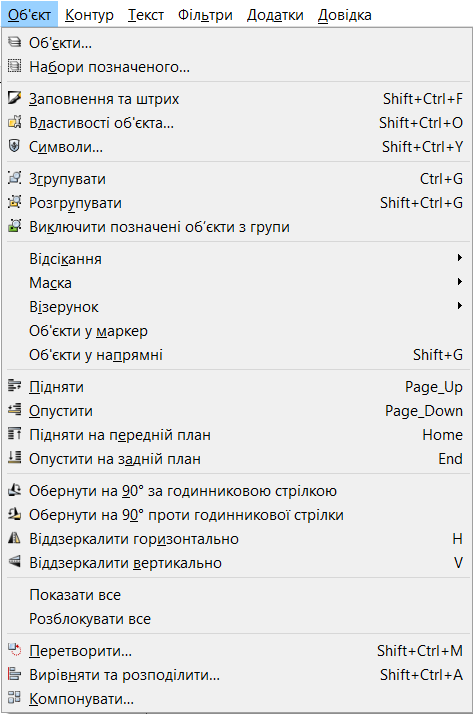 Об'єкт Контур Текст Фільтри Додатки Довідка
Об'єкти...
Набори позначеного...
Заповнення та штрих Shift+Ctrl+F
Властивості об'єкта... Shift+Ctrl+O
Символи... Shift+Ctrl+Y
Згрупувати Ctrl+G
Розгрупувати Shift+Ctrl+G
Виключити позначені об’єкти з групи
Відсікання
Маска
Візерунок
Об'єкти у маркер
Об'єкти у напрямні Shift+G
Підняти Page_Up
Опустити Page_Down
Підняти на передній план Home
Опустити на задній план End
Обернути на 90° за годинниковою стрілкою
Обернути на 90° проти годинникової стрілки
Віддзеркалити горизонтально H
Віддзеркалити вертикально V
Показати все
Розблокувати все
Перетворити... Shift+Ctrl+M
Вирівняти та розподілити... Shift+Ctrl+A
Компонувати...